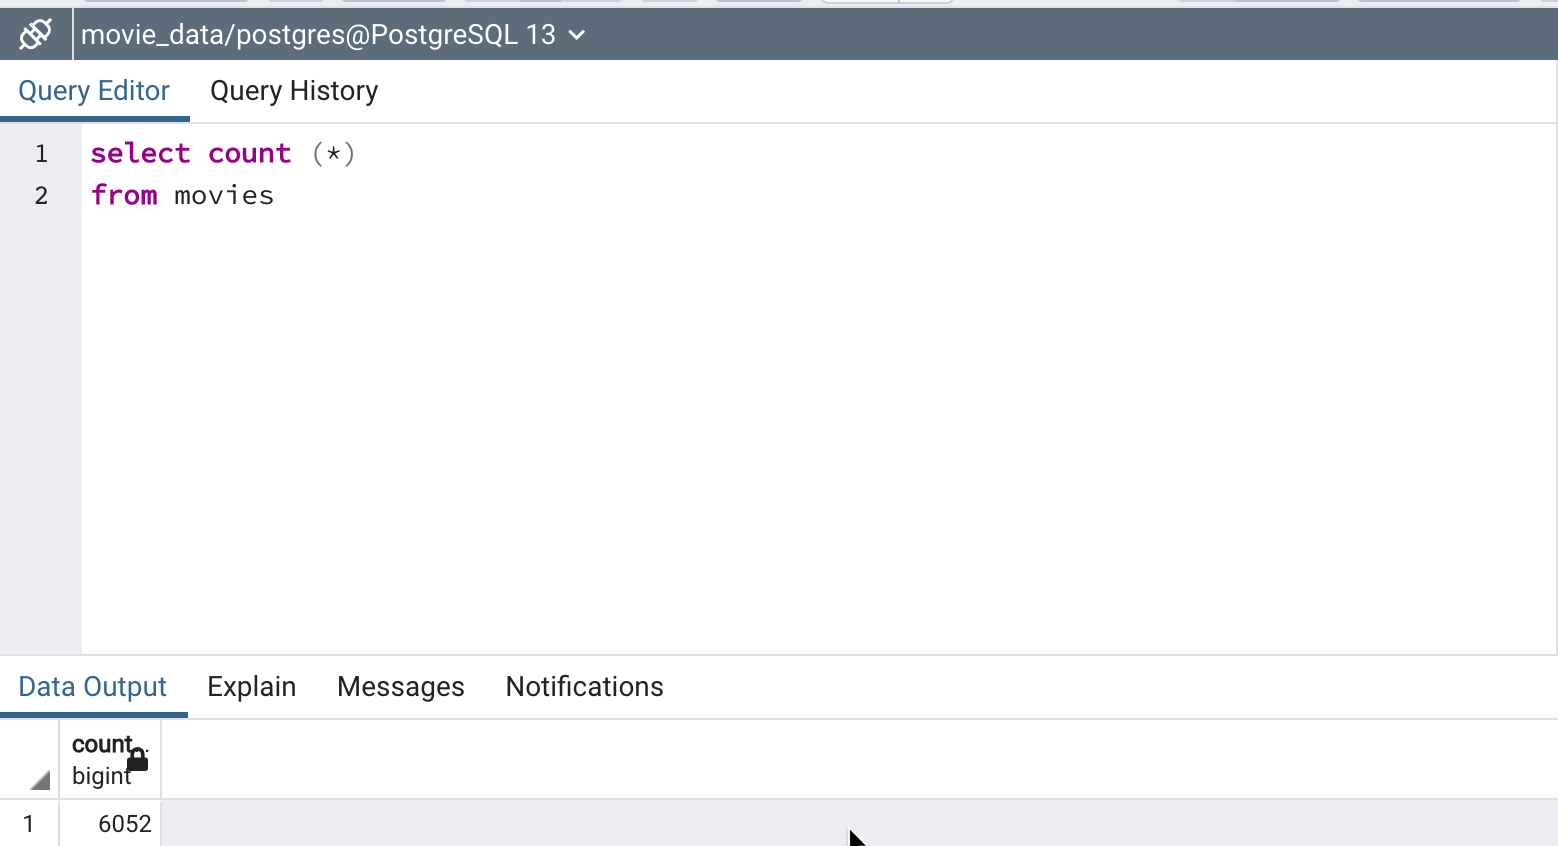 movie_data/postgres@PostgreSQL 13
Query Editor Query History
1 select count (*)
2 from movies
Data Output Explain Messages Notifications
count...
bigint
1 6052